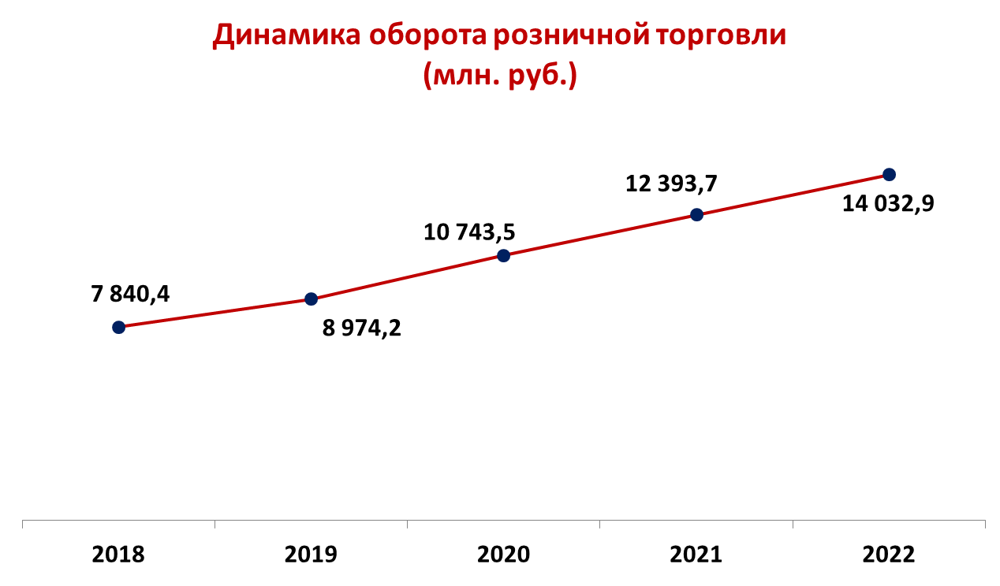 Динамика оборота розничной торговли
(млн. руб.)
12 393,7
14 032,9
10 743,5
7 840,4
8 974,2
2018 2019 2020 2021 2022